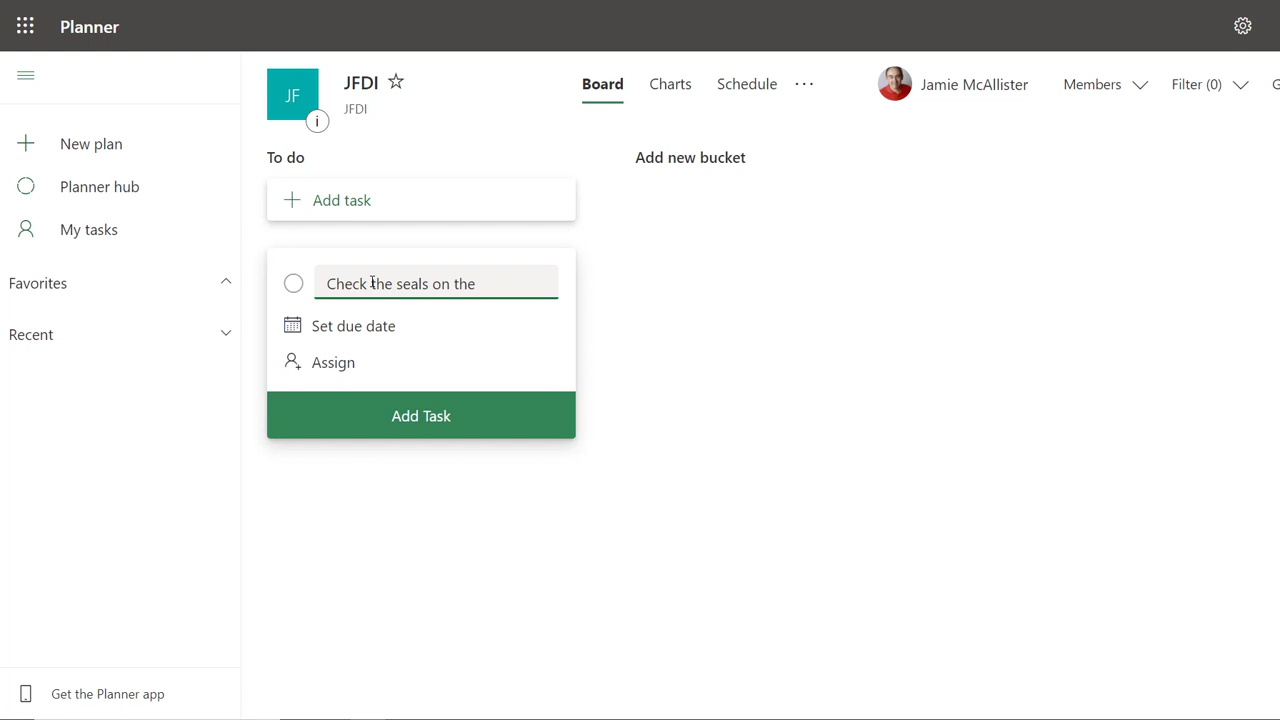 Planner
New plan
Planner hub
My tasks
Favorites
Recent
Get the Planner app
JF
i
JFDI
JFDI
Board
Charts
Schedule
Jamie McAllister
Members
Filter (0)
To do
Add task
Check the seals on the
Set due date
Assign
Add Task
Add new bucket